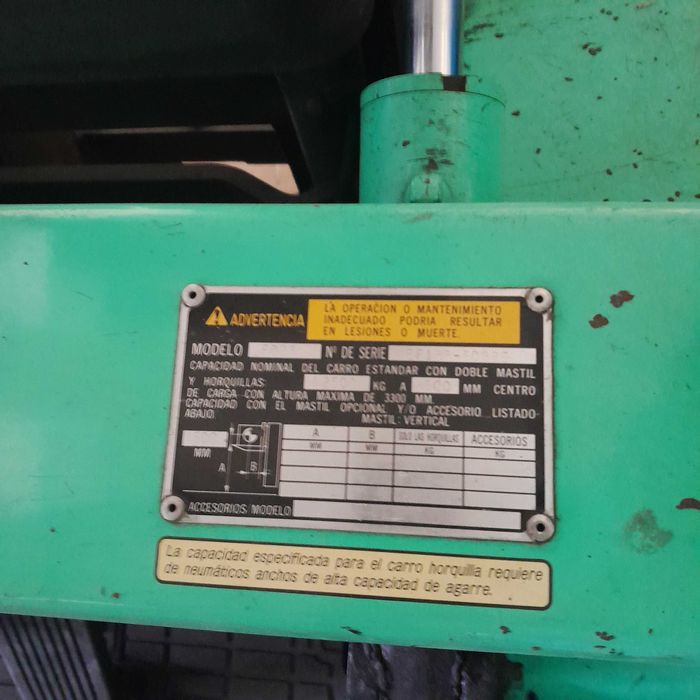 ADVERTENCIA
LA OPERACION O MANTENIMIENTO
INADECUADO PODRIA RESULTAR
EN LESIONES O MUERTE.
MODELO Nº DE SERIE
CAPACIDAD NOMINAL DEL CARRO ESTANDAR CON DOBLE MASTIL
Y HORQUILLAS: KG A MM CENTRO
DE CARGA CON ALTURA MAXIMA DE 3300 MM.
CAPACIDAD CON EL MASTIL OPCIONAL Y/O ACCESORIO LISTADO
ABAJO: MASTIL: VERTICAL
A B SOLO LAS HORQUILLAS ACCESORIOS
MM MM KG KG
MM
A
B
ACCESORIOS MODELO
La capacidad especificada para el carro horquilla requiere
de neumáticos anchos de alta capacidad de agarre.